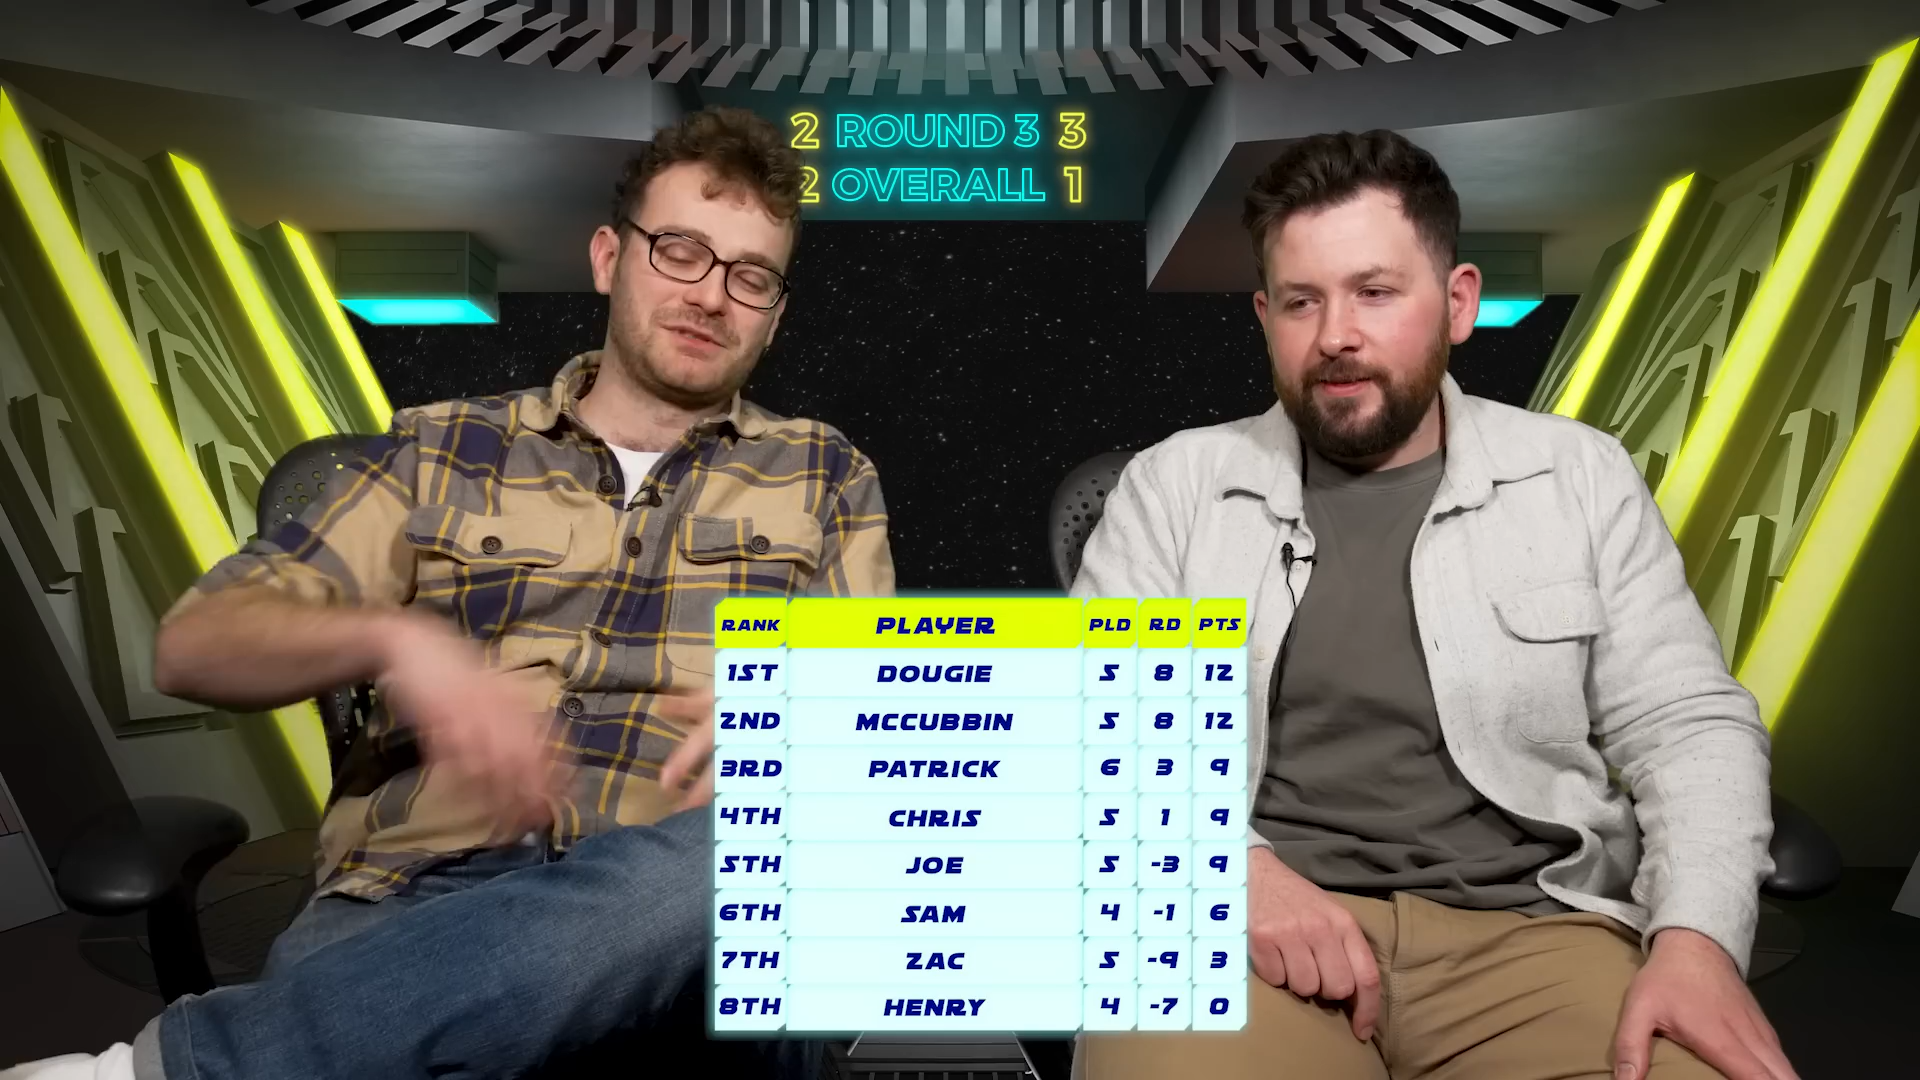 2 ROUND 3 3
2 OVERALL 1
RANK PLAYER PLD RD PTS
1ST DOUGIE 5 8 12
2ND MCCUBBIN 5 8 12
3RD PATRICK 6 3 9
4TH CHRIS 5 1 9
5TH JOE 5 -3 9
6TH SAM 4 -1 6
7TH ZAC 5 -9 3
8TH HENRY 4 -7 0